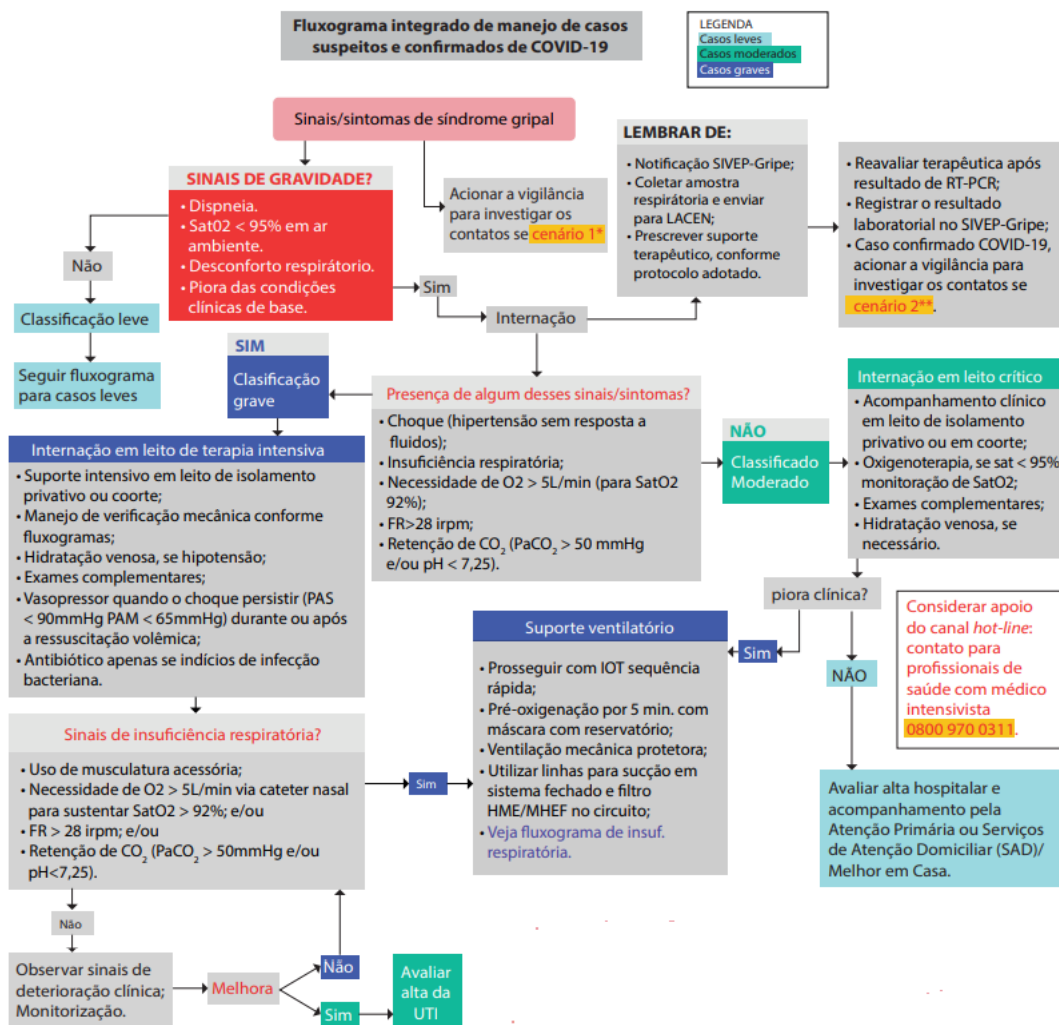 Fluxograma integrado de manejo de casos
suspeitos e confirmados de COVID-19
LEGENDA
Casos leves
Casos moderados
Casos graves
Sinais/sintomas de síndrome gripal
SINAIS DE GRAVIDADE?
• Dispneia.
• Sat02 < 95% em ar
ambiente.
• Desconforto respirátorio.
• Piora das condições
clínicas de base.
Acionar a vigilância
para investigar os
contatos se cenário 1*
LEMBRAR DE:
• Notificação SIVEP-Gripe;
• Coletar amostra
respirátoria e enviar
para LACEN;
• Prescrever suporte
terapêutico, conforme
protocolo adotado.
• Reavaliar terapêutica após
resultado de RT-PCR;
• Registrar o resultado
laboratorial no SIVEP-Gripe;
• Caso confirmado COVID-19,
acionar a vigilância para
investigar os contatos se
cenário 2**.
Não
Sim
Internação
Classificação leve
Seguir fluxograma
para casos leves
SIM
Clasificação
grave
Presença de algum desses sinais/sintomas?
• Choque (hipertensão sem resposta a
fluidos);
• Insuficiência respiratória;
• Necessidade de O2 > 5L/min (para SatO2
92%);
• FR>28 irpm;
• Retenção de CO2 (PaCO2 > 50 mmHg
e/ou pH < 7,25).
NÃO
Classificado
Moderado
Internação em leito crítico
• Acompanhamento clínico
em leito de isolamento
privativo ou em coorte;
• Oxigenoterapia, se sat < 95%
monitoração de SatO2;
• Exames complementares;
• Hidratação venosa, se
necessário.
Internação em leito de terapia intensiva
• Suporte intensivo em leito de isolamento
privativo ou coorte;
• Manejo de verificação mecânica conforme
fluxogramas;
• Hidratação venosa, se hipotensão;
• Exames complementares;
• Vasopressor quando o choque persistir (PAS
< 90mmHg PAM < 65mmHg) durante ou após
a ressuscitação volêmica;
• Antibiótico apenas se indícios de infecção
bacteriana.
piora clínica?
Sim
NÃO
Considerar apoio
do canal hot-line:
contato para
profissionais de
saúde com médico
intensivista
0800 970 0311.
Suporte ventilatório
• Prosseguir com IOT sequência
rápida;
• Pré-oxigenação por 5 min. com
máscara com reservatório;
• Ventilação mecânica protetora;
• Utilizar linhas para sucção em
sistema fechado e filtro
HME/MHEF no circuito;
• Veja fluxograma de insuf.
respiratória.
Sinais de insuficiência respiratória?
• Uso de musculatura acessória;
• Necessidade de O2 > 5L/min via cateter nasal
para sustentar SatO2 > 92%; e/ou
• FR > 28 irpm; e/ou
• Retenção de CO2 (PaCO2 > 50mmHg e/ou
pH<7,25).
Sim
Avaliar alta hospitalar e
acompanhamento pela
Atenção Primária ou Serviços
de Atenção Domiciliar (SAD)/
Melhor em Casa.
Não
Observar sinais de
deterioração clínica;
Monitorização.
Melhora
Não
Sim
Avaliar
alta da
UTI